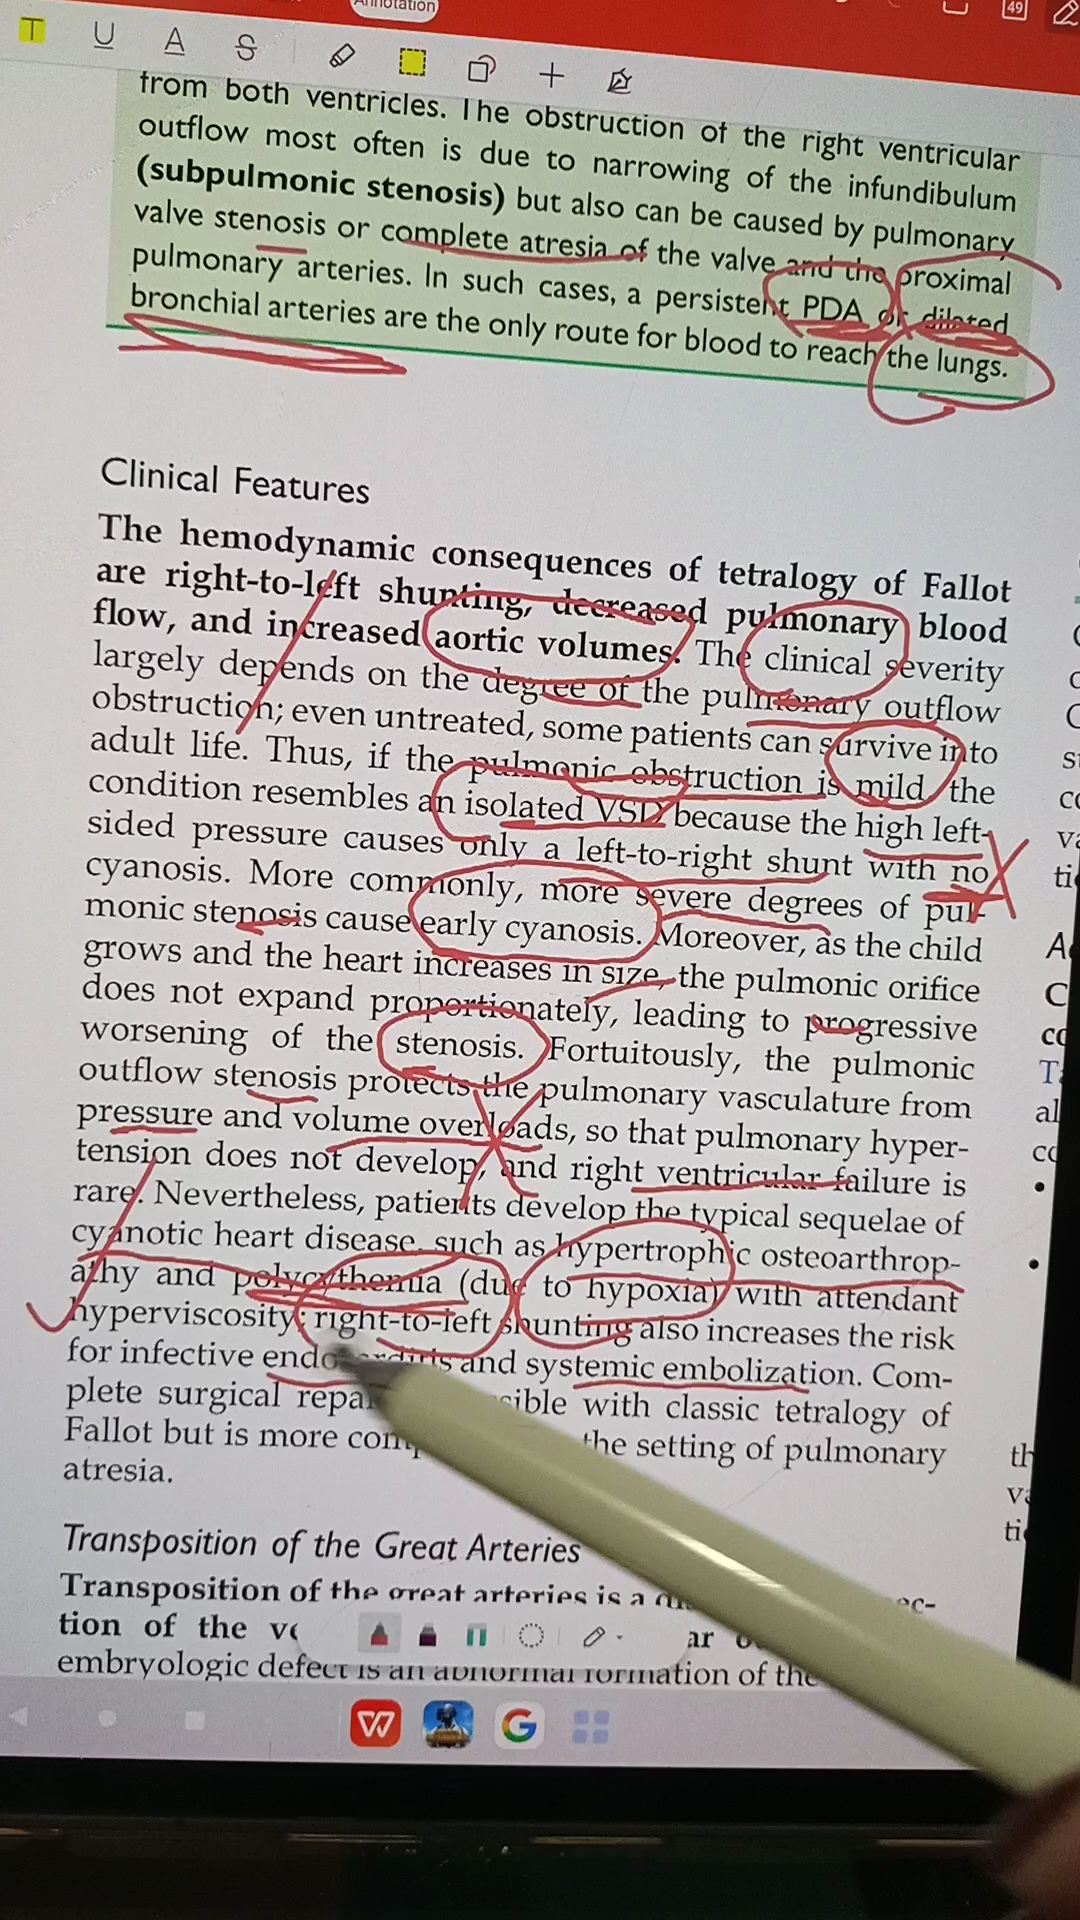 Annotation
49
T U A S
from both ventricles. The obstruction of the right ventricular
outflow most often is due to narrowing of the infundibulum
(subpulmonic stenosis) but also can be caused by pulmonary
valve stenosis or complete atresia of the valve and the proximal
pulmonary arteries. In such cases, a persistent PDA or dilated
bronchial arteries are the only route for blood to reach the lungs.
Clinical Features
The hemodynamic consequences of tetralogy of Fallot
are right-to-left shunting, decreased pulmonary blood
flow, and increased aortic volumes. The clinical severity
largely depends on the degree of the pulmonary outflow
obstruction; even untreated, some patients can survive into
adult life. Thus, if the pulmonic obstruction is mild, the
condition resembles an isolated VSD because the high left-
sided pressure causes only a left-to-right shunt with no
cyanosis. More commonly, more severe degrees of pul-
monic stenosis cause early cyanosis. Moreover, as the child
grows and the heart increases in size, the pulmonic orifice
does not expand proportionately, leading to progressive
worsening of the stenosis. Fortuitously, the pulmonic
outflow stenosis protects the pulmonary vasculature from
pressure and volume overloads, so that pulmonary hyper-
tension does not develop, and right ventricular failure is
rare. Nevertheless, patients develop the typical sequelae of
cyanotic heart disease, such as hypertrophic osteoarthrop-
athy and polycythemia (due to hypoxia) with attendant
hyperviscosity; right-to-left shunting also increases the risk
for infective endocarditis and systemic embolization. Com-
plete surgical repa sible with classic tetralogy of
Fallot but is more com the setting of pulmonary
atresia.
Transposition of the Great Arteries
Transposition of the great arteries is a
tion of the
embryologic defect is an abnormal formation of the